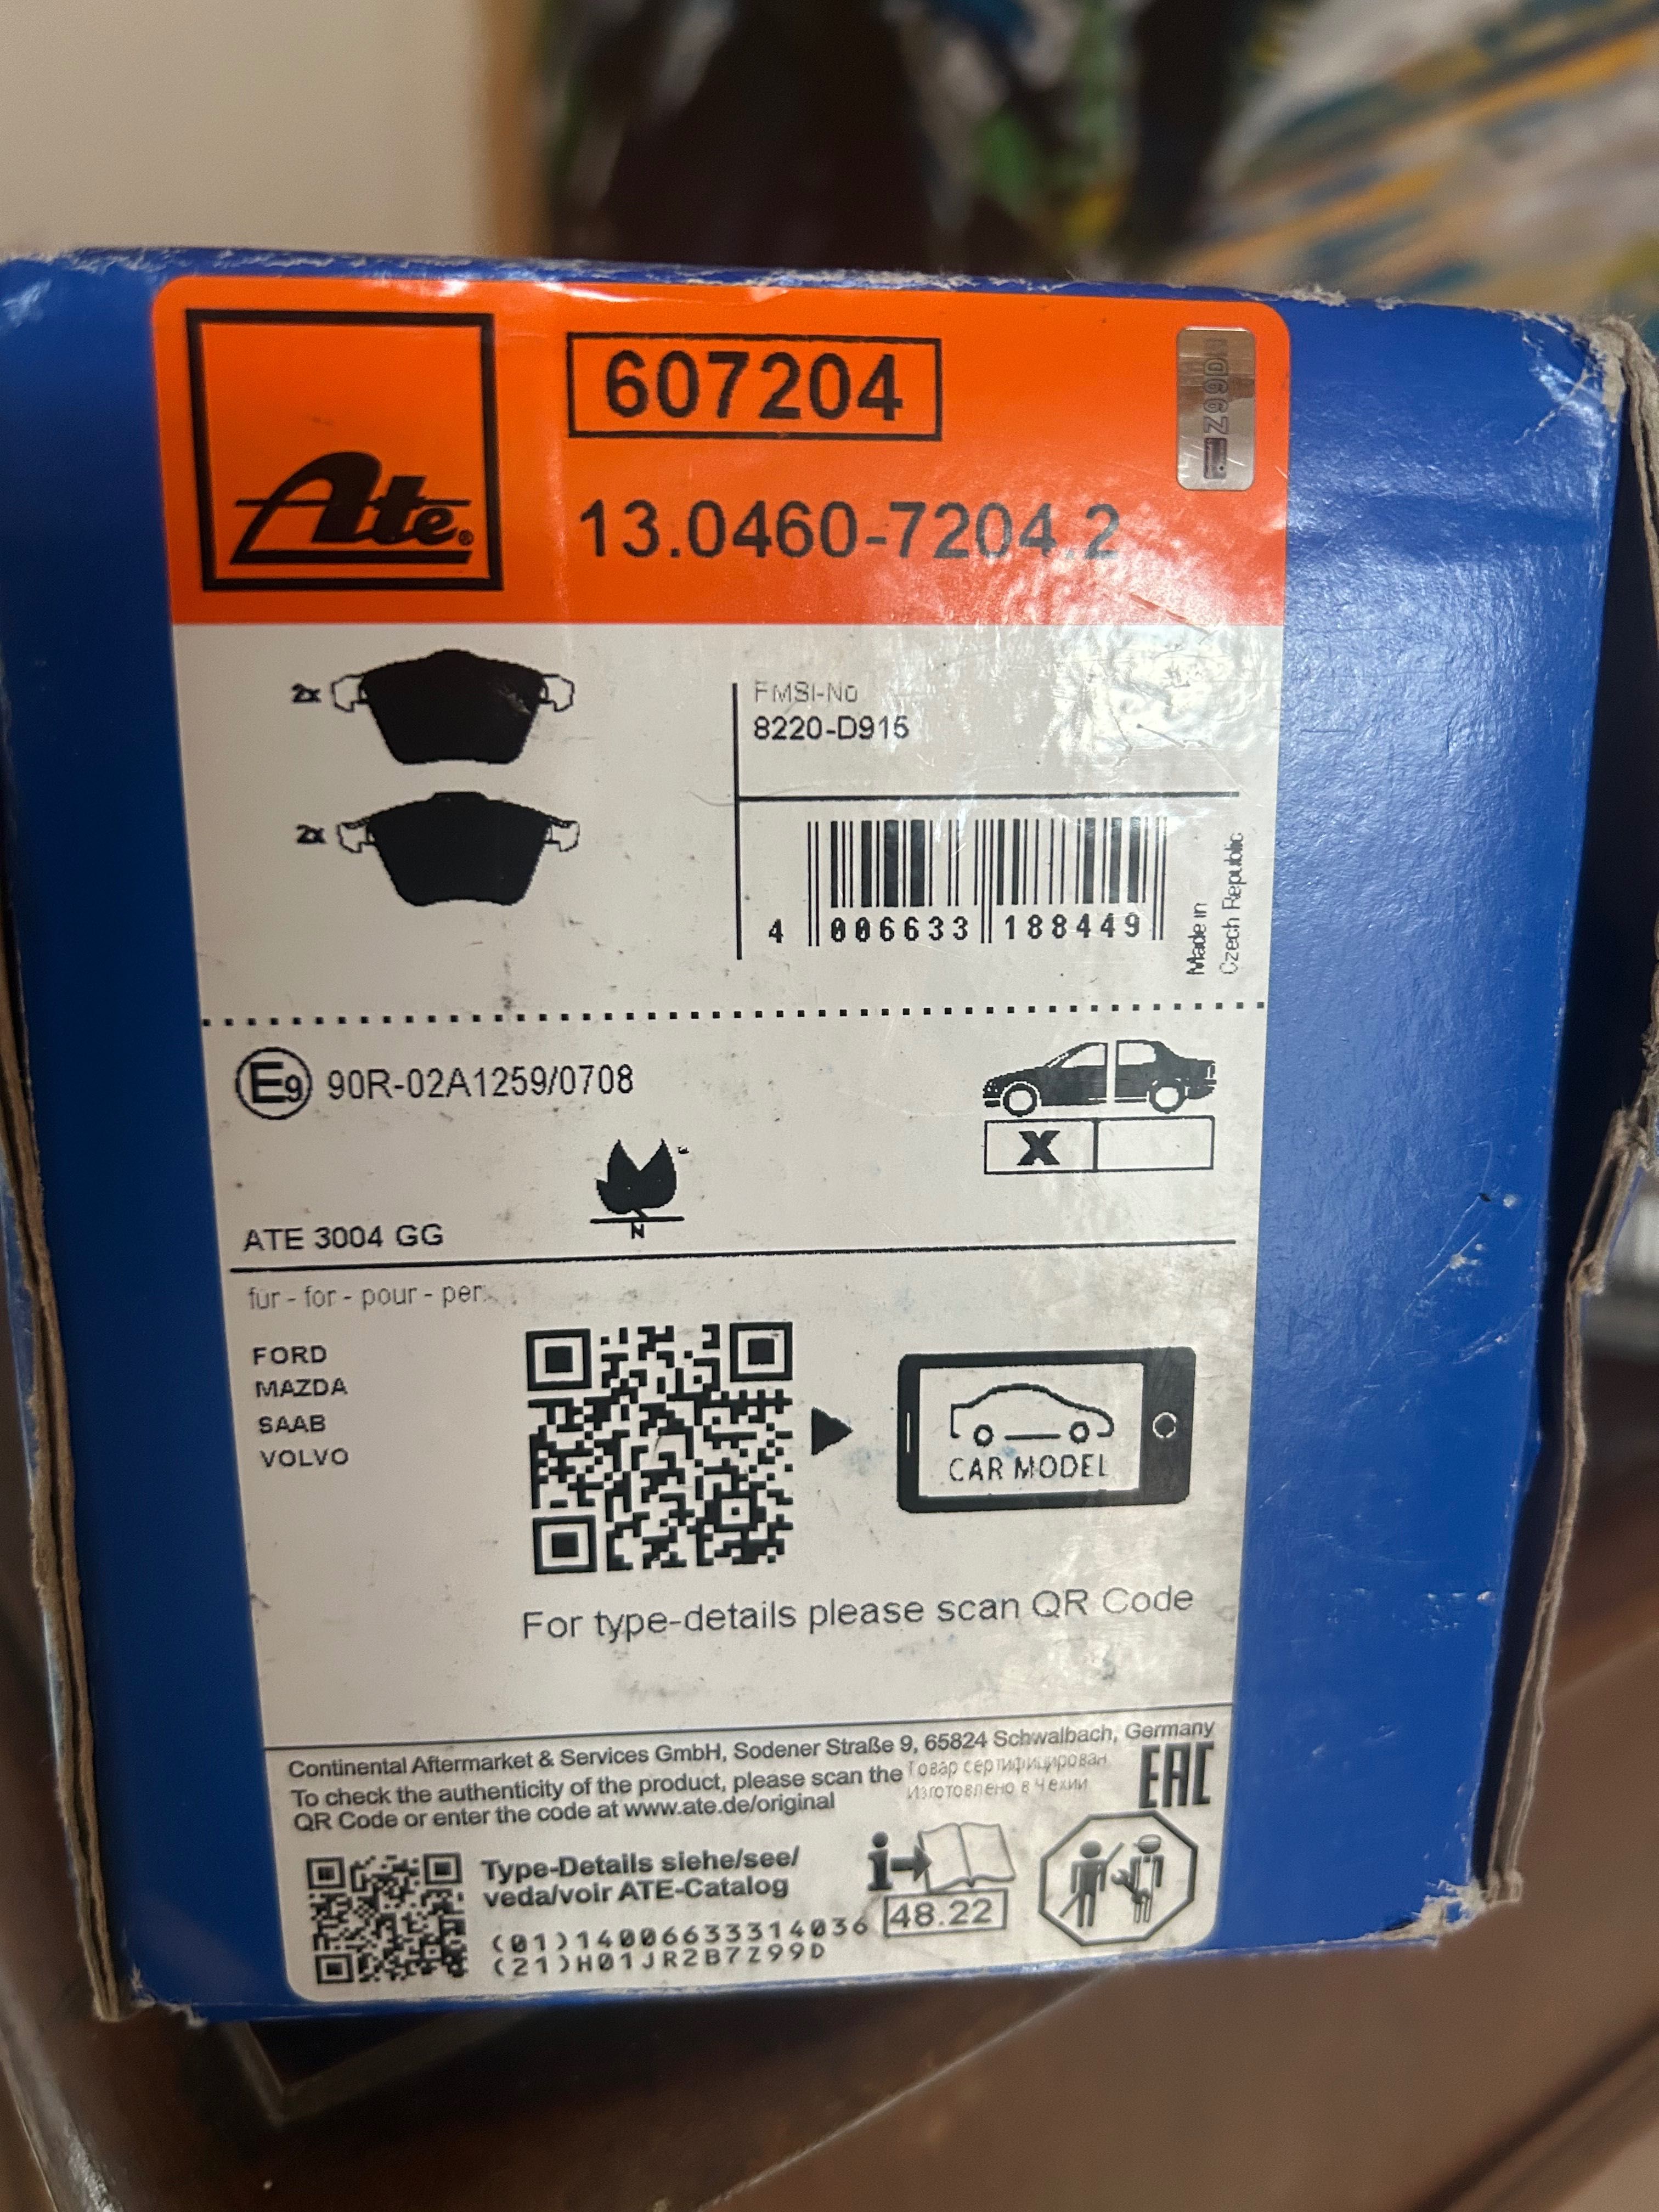 607204
Z99D
Ate®
13.0460-7204.2
2x
FMSI-No
8220-D915
2x
4 006633 188449
Made in
Czech Republic
E9 90R-02A1259/0708
X
N
ATE 3004 GG
für - for - pour - per
FORD
MAZDA
SAAB
VOLVO
CAR MODEL
For type-details please scan QR Code
Continental Aftermarket & Services GmbH, Sodener Straße 9, 65824 Schwalbach, Germany
To check the authenticity of the product, please scan the
QR Code or enter the code at www.ate.de/original
Товар сертифицирован
Изготовлено в Чехии
EAC
Type-Details siehe/see/
veda/voir ATE-Catalog
i
48.22
(01)14006633314036
(21)H01JR2B7Z99D